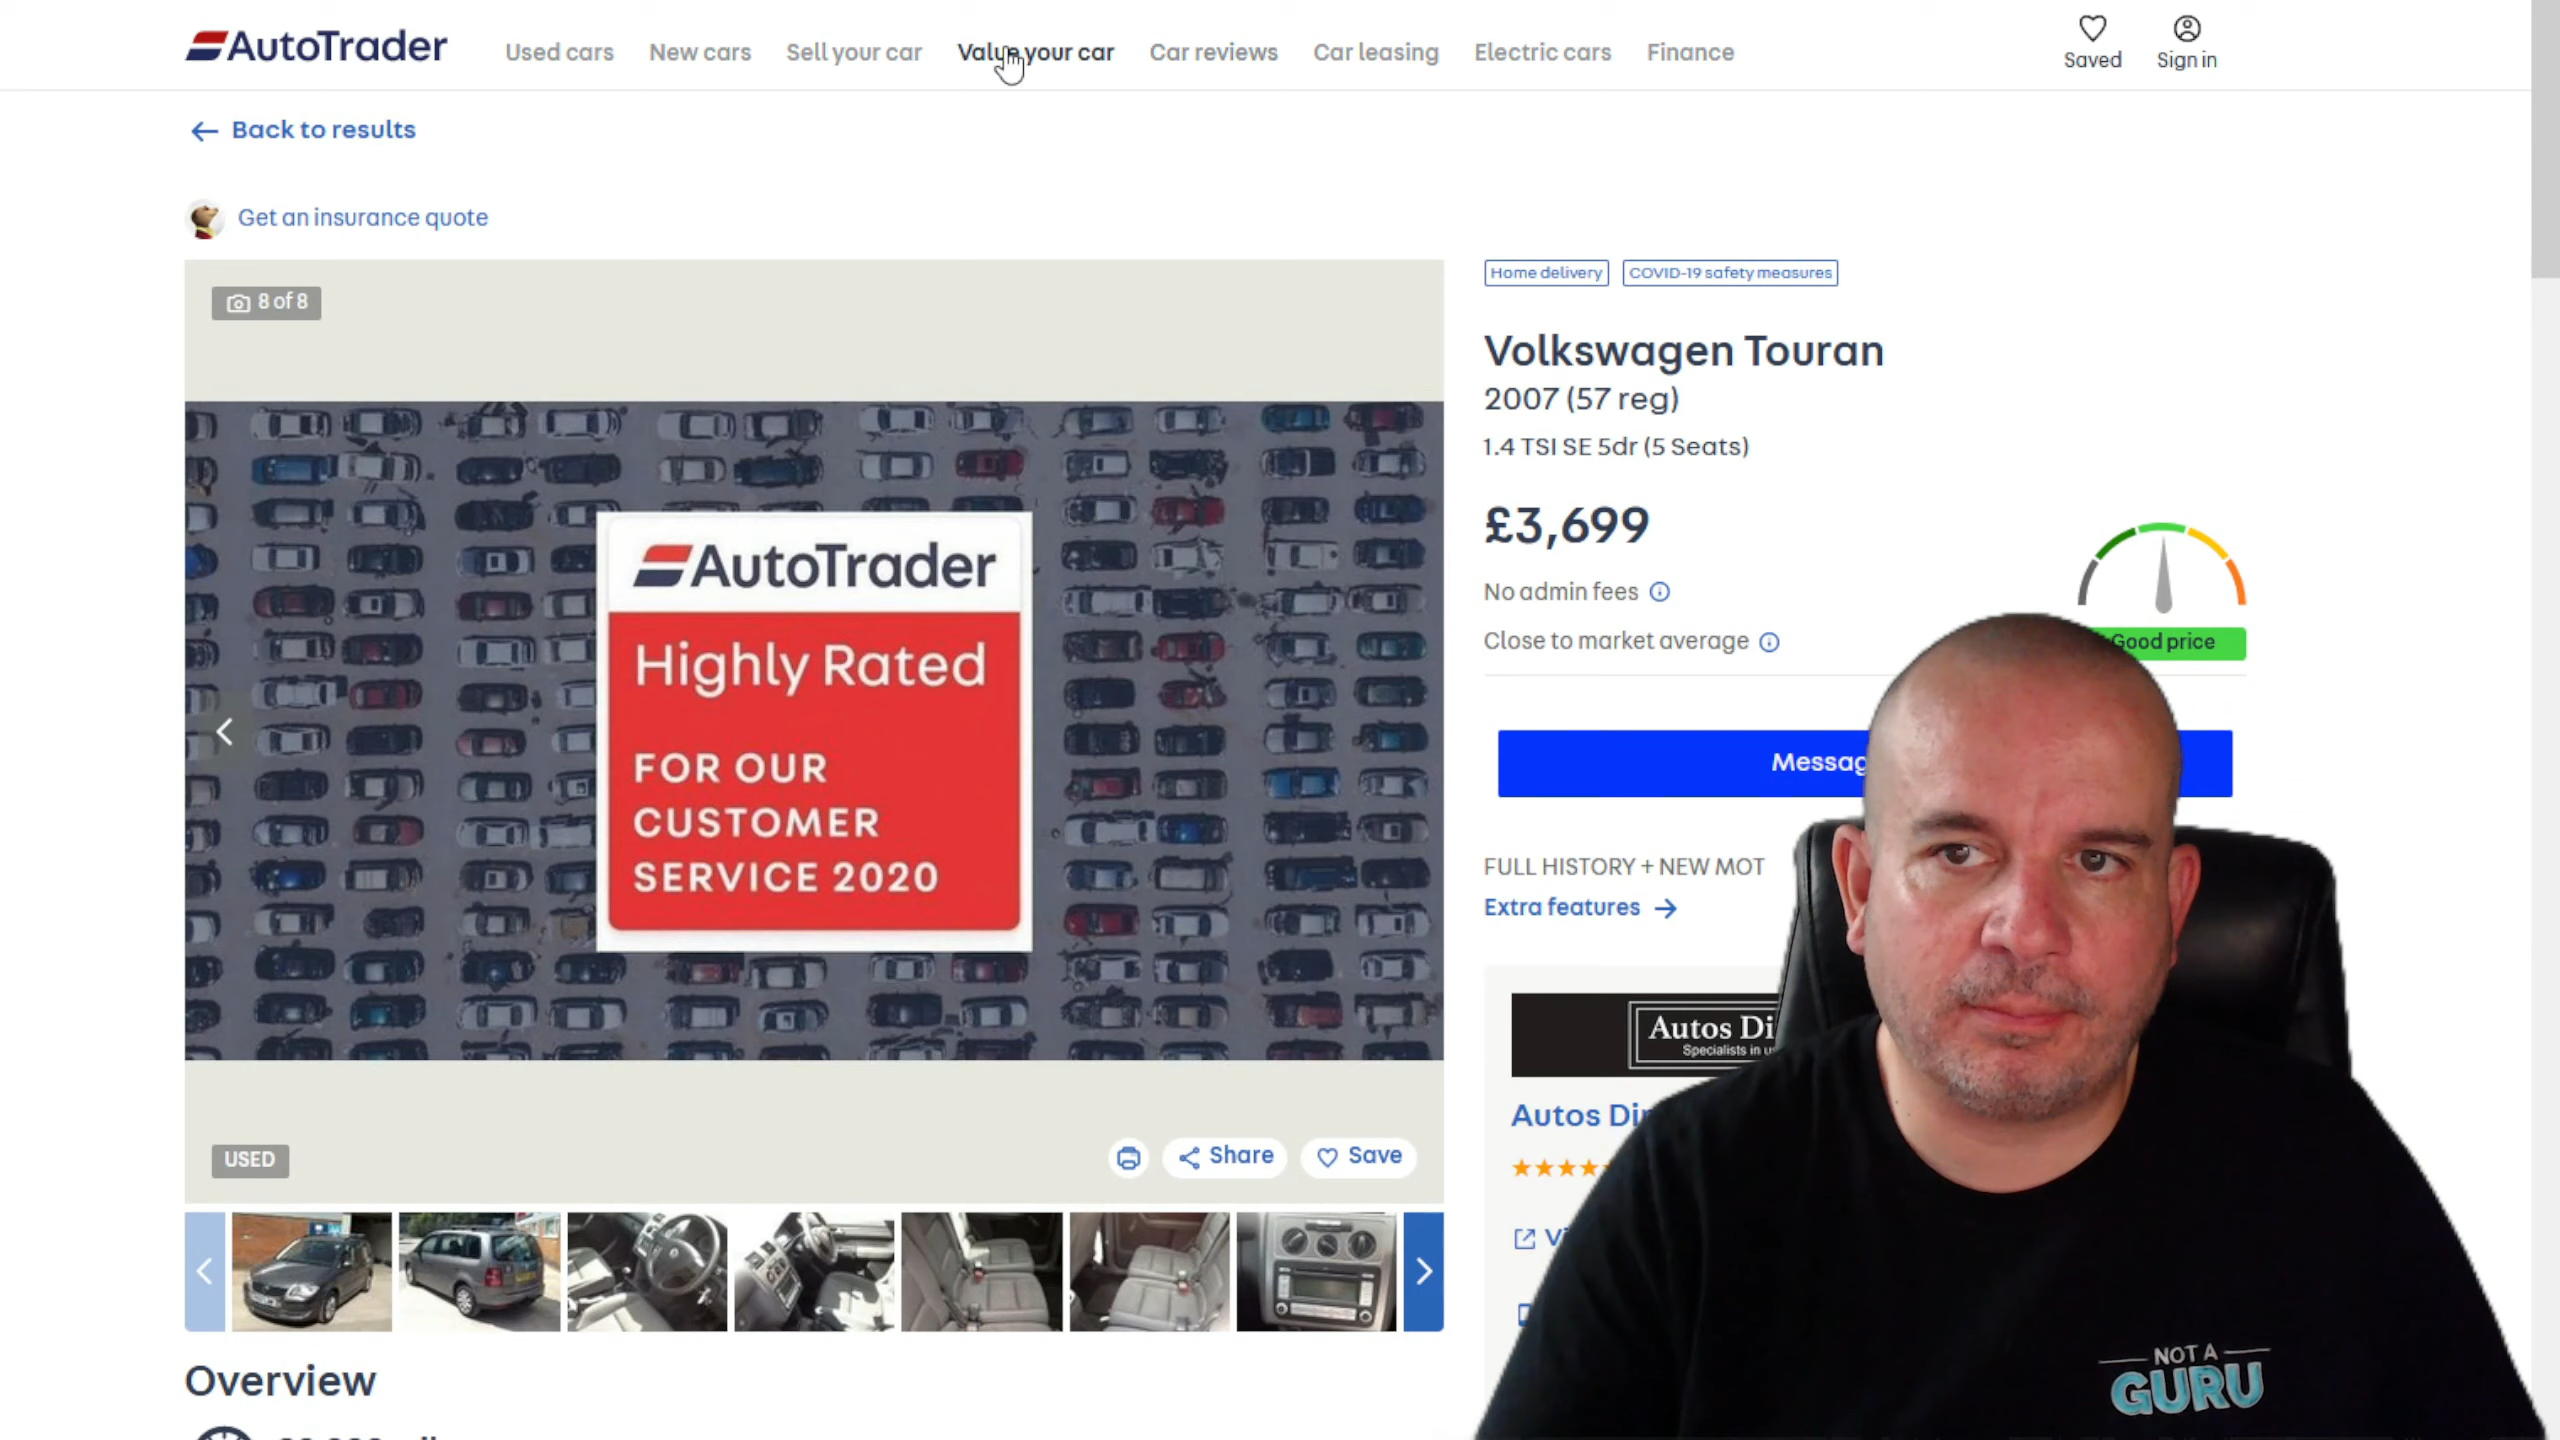 AutoTrader
Used cars
New cars
Sell your car
Value your car
Car reviews
Car leasing
Electric cars
Finance
Saved
Sign in
Back to results
Get an insurance quote
8 of 8
AutoTrader
Highly Rated
FOR OUR
CUSTOMER
SERVICE 2020
USED
Share
Save
Overview
Home delivery
COVID-19 safety measures
Volkswagen Touran
2007 (57 reg)
1.4 TSI SE 5dr (5 Seats)
£3,699
No admin fees
Close to market average
Good price
FULL HISTORY + NEW MOT
Extra features
Autos
Specialists in
Autos
NOT A
GURU